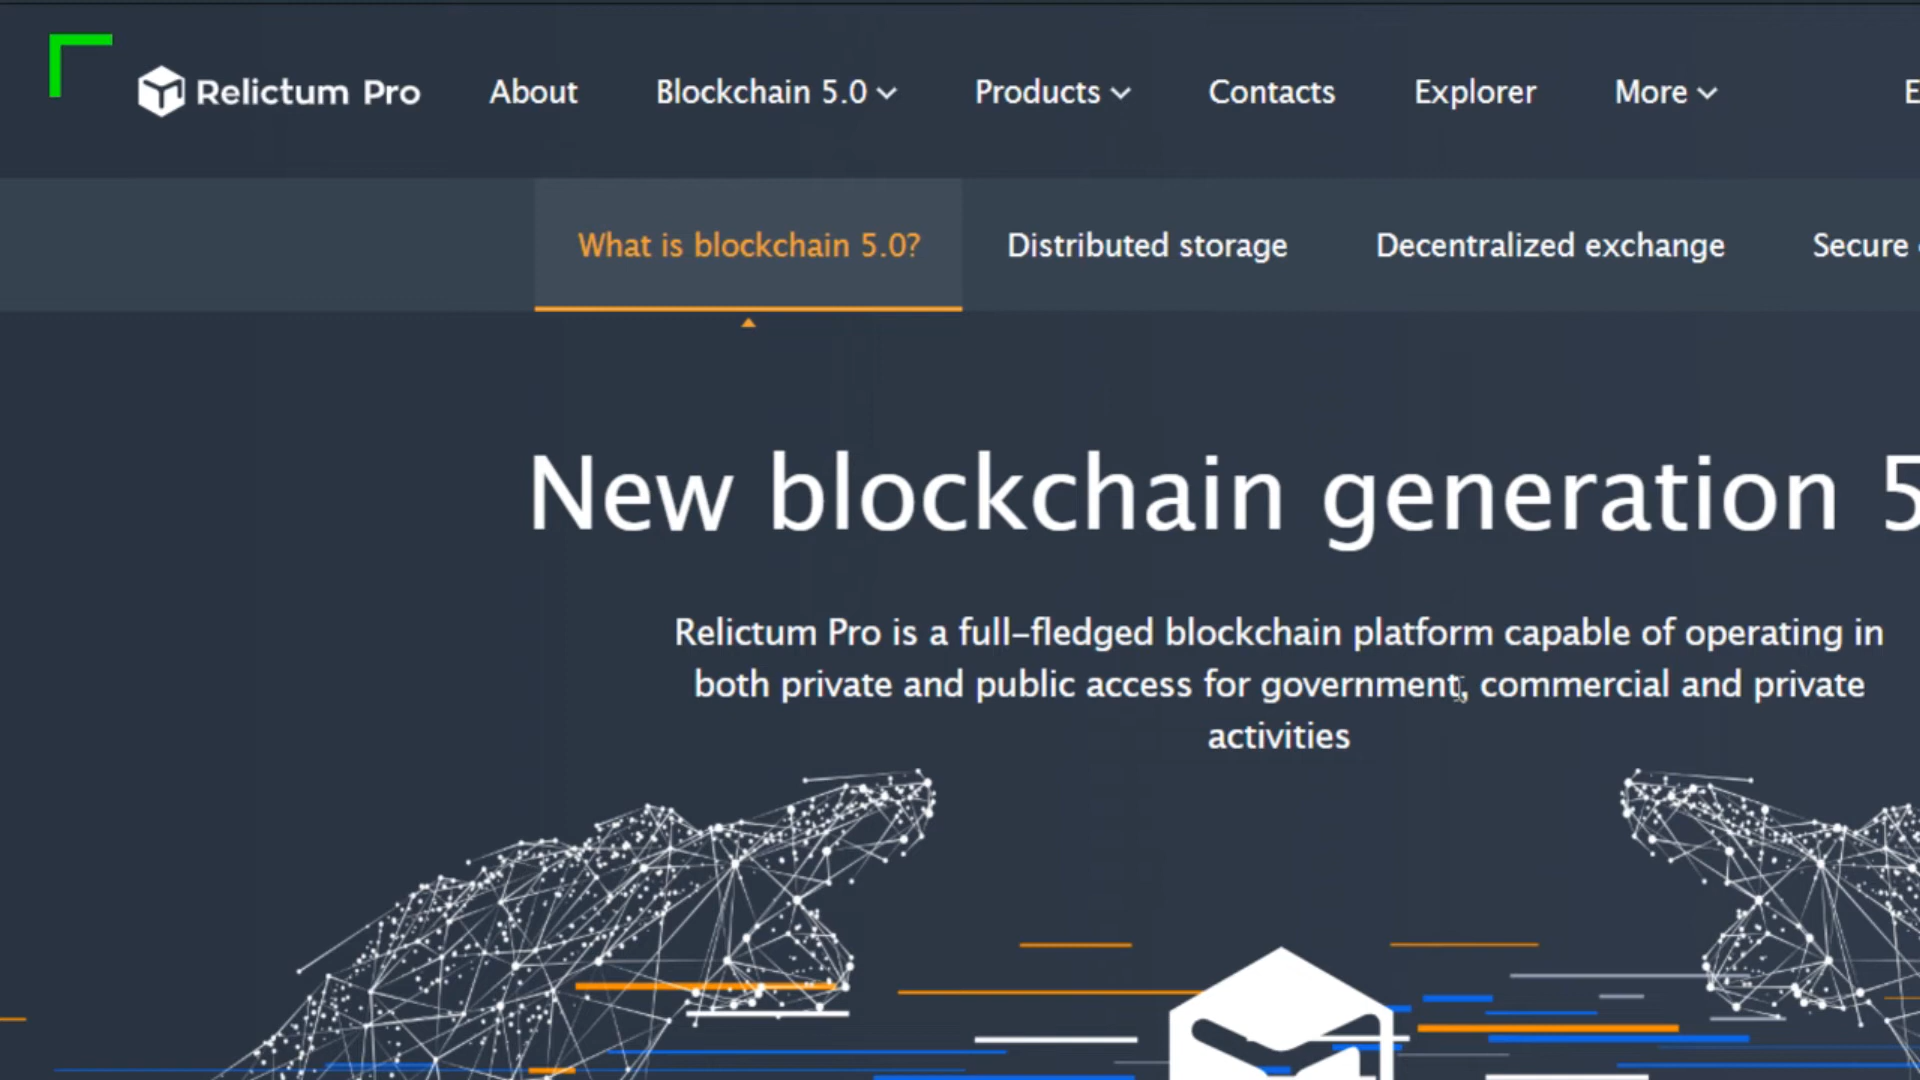 Relictum Pro About Blockchain 5.0 Products Contacts Explorer More E
What is blockchain 5.0? Distributed storage Decentralized exchange Secure
New blockchain generation 5
Relictum Pro is a full-fledged blockchain platform capable of operating in
both private and public access for government, commercial and private
activities